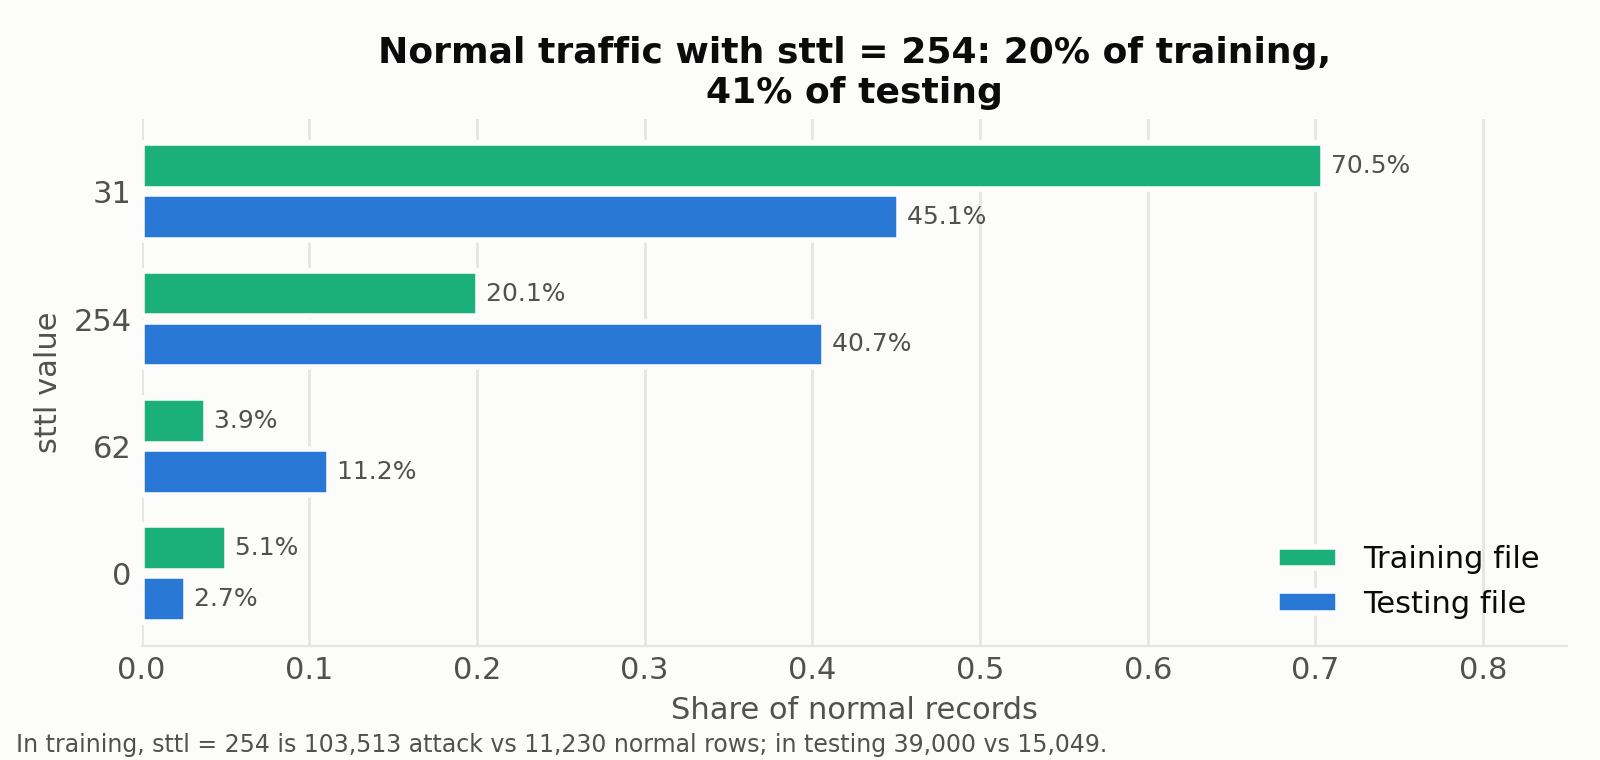 Normal traffic with sttl = 254: 20% of training,
41% of testing
sttl value
31
70.5%
45.1%
254
20.1%
40.7%
62
3.9%
11.2%
0
5.1%
2.7%
Training file
Testing file
0.0 0.1 0.2 0.3 0.4 0.5 0.6 0.7 0.8
Share of normal records
In training, sttl = 254 is 103,513 attack vs 11,230 normal rows; in testing 39,000 vs 15,049.